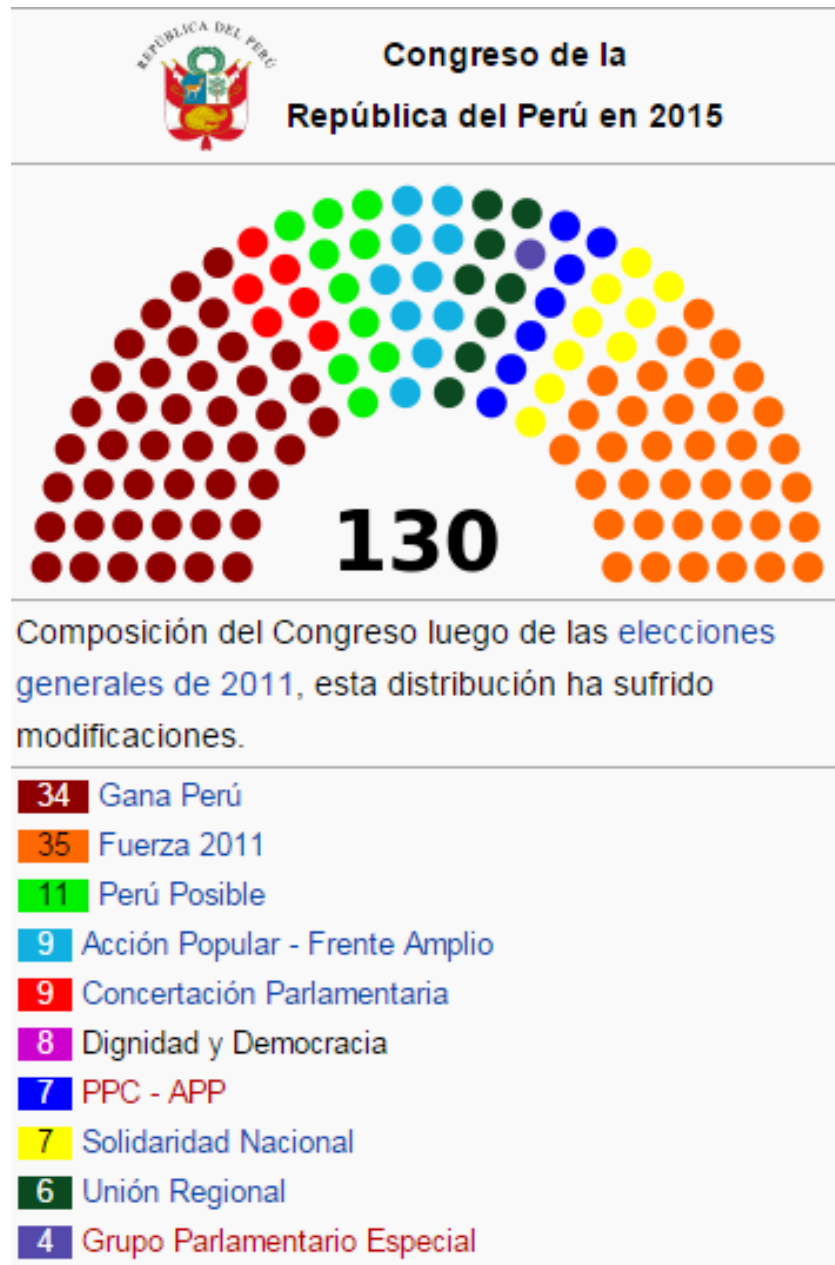 REPÚBLICA DEL PERÚ
Congreso de la
República del Perú en 2015
130
Composición del Congreso luego de las elecciones
generales de 2011, esta distribución ha sufrido
modificaciones.
34 Gana Perú
35 Fuerza 2011
11 Perú Posible
9 Acción Popular - Frente Amplio
9 Concertación Parlamentaria
8 Dignidad y Democracia
7 PPC - APP
7 Solidaridad Nacional
6 Unión Regional
4 Grupo Parlamentario Especial